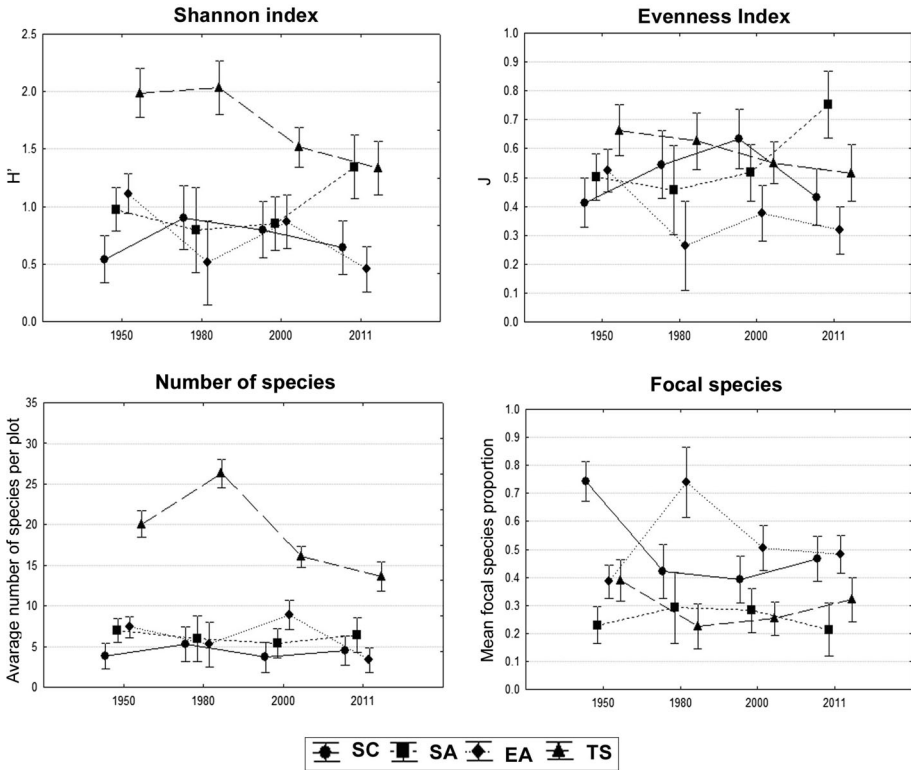 Shannon index
H'
2.5
2.0
1.5
1.0
0.5
0.0
1950 1980 2000 2011
Evenness Index
J
1.0
0.9
0.8
0.7
0.6
0.5
0.4
0.3
0.2
0.1
0.0
1950 1980 2000 2011
Number of species
Avarage number of species per plot
35
30
25
20
15
10
5
0
1950 1980 2000 2011
Focal species
Mean focal species proportion
1.0
0.9
0.8
0.7
0.6
0.5
0.4
0.3
0.2
0.1
0.0
1950 1980 2000 2011
SC SA EA TS